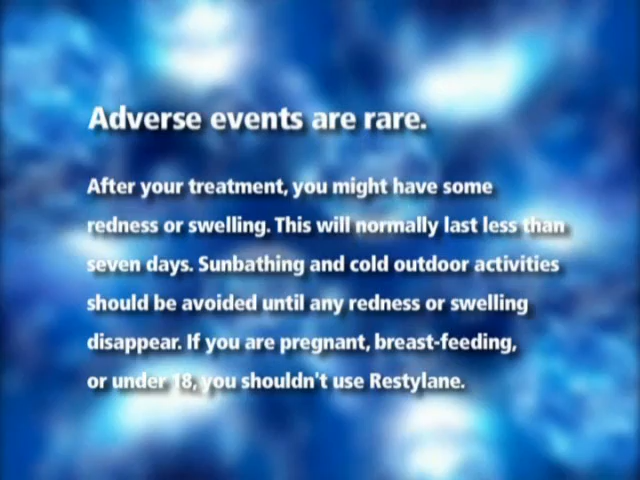 Adverse events are rare.
After your treatment, you might have some
redness or swelling. This will normally last less than
seven days. Sunbathing and cold outdoor activities
should be avoided until any redness or swelling
disappear. If you are pregnant, breast-feeding,
or under 18, you shouldn't use Restylane.